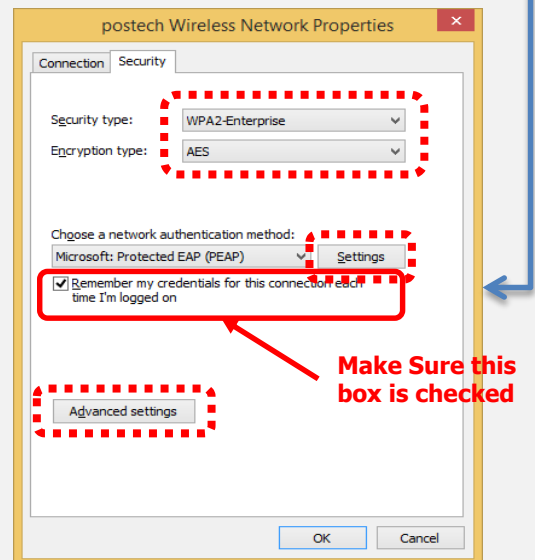 postech Wireless Network Properties
Connection Security
Security type: WPA2-Enterprise
Encryption type: AES
Choose a network authentication method:
Microsoft: Protected EAP (PEAP) Settings
Remember my credentials for this connection each
time I'm logged on
Make Sure this
box is checked
Advanced settings
OK Cancel